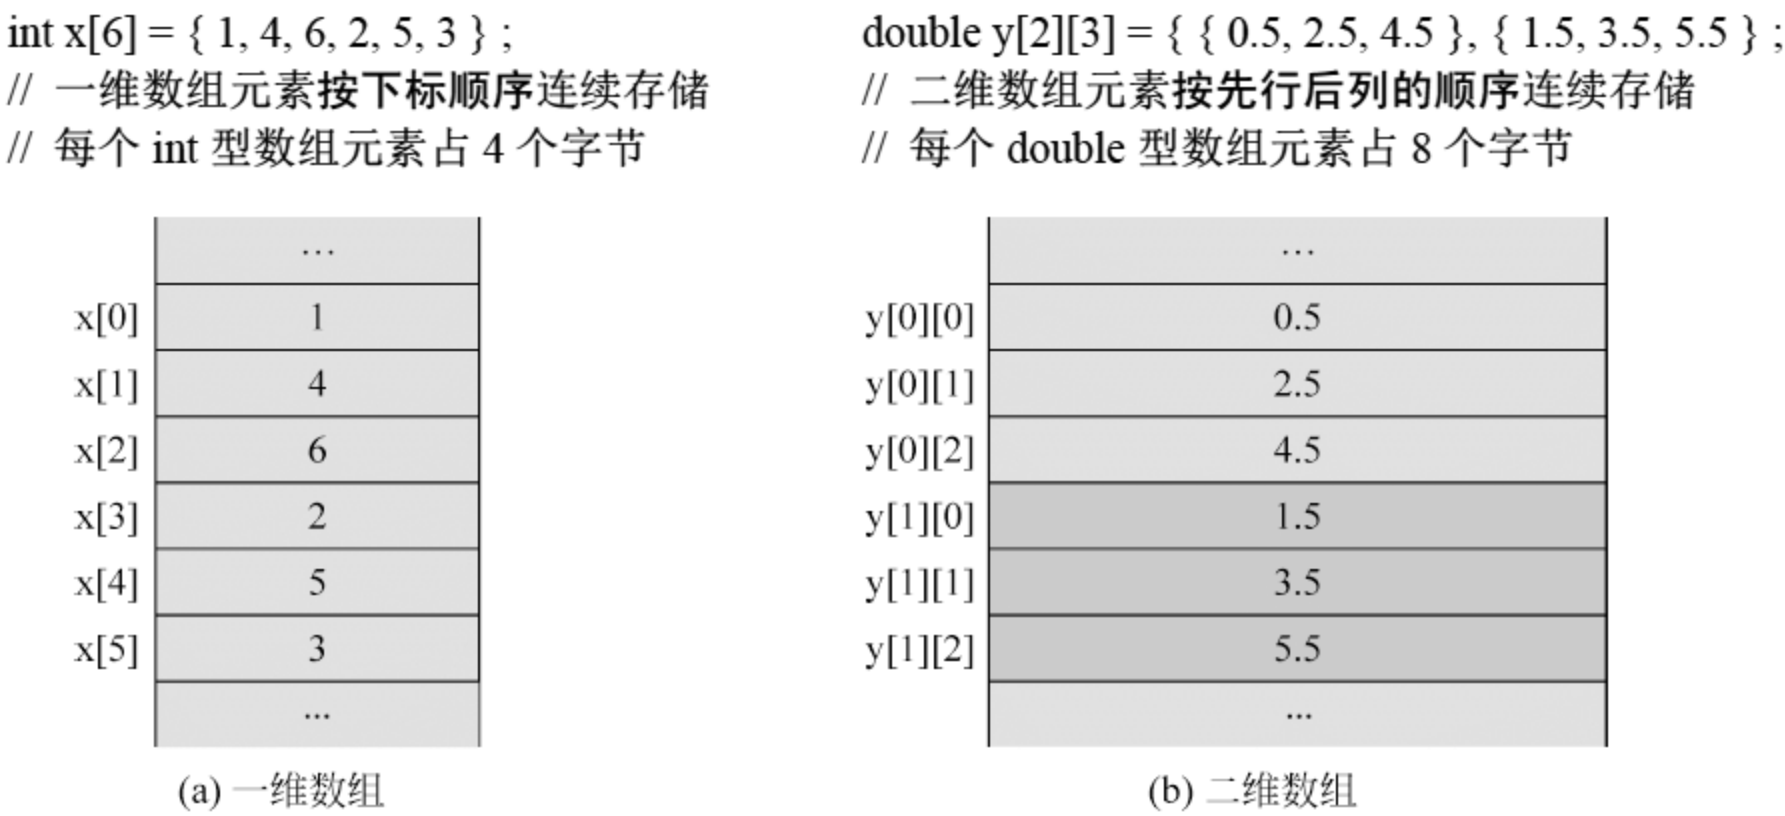 int x[6] = { 1, 4, 6, 2, 5, 3 } ;
// 一维数组元素按下标顺序连续存储
// 每个 int 型数组元素占 4 个字节
…
x[0] 1
x[1] 4
x[2] 6
x[3] 2
x[4] 5
x[5] 3
...
(a) 一维数组
double y[2][3] = { { 0.5, 2.5, 4.5 }, { 1.5, 3.5, 5.5 } ;
// 二维数组元素按先行后列的顺序连续存储
// 每个 double 型数组元素占 8 个字节
…
y[0][0] 0.5
y[0][1] 2.5
y[0][2] 4.5
y[1][0] 1.5
y[1][1] 3.5
y[1][2] 5.5
...
(b) 二维数组